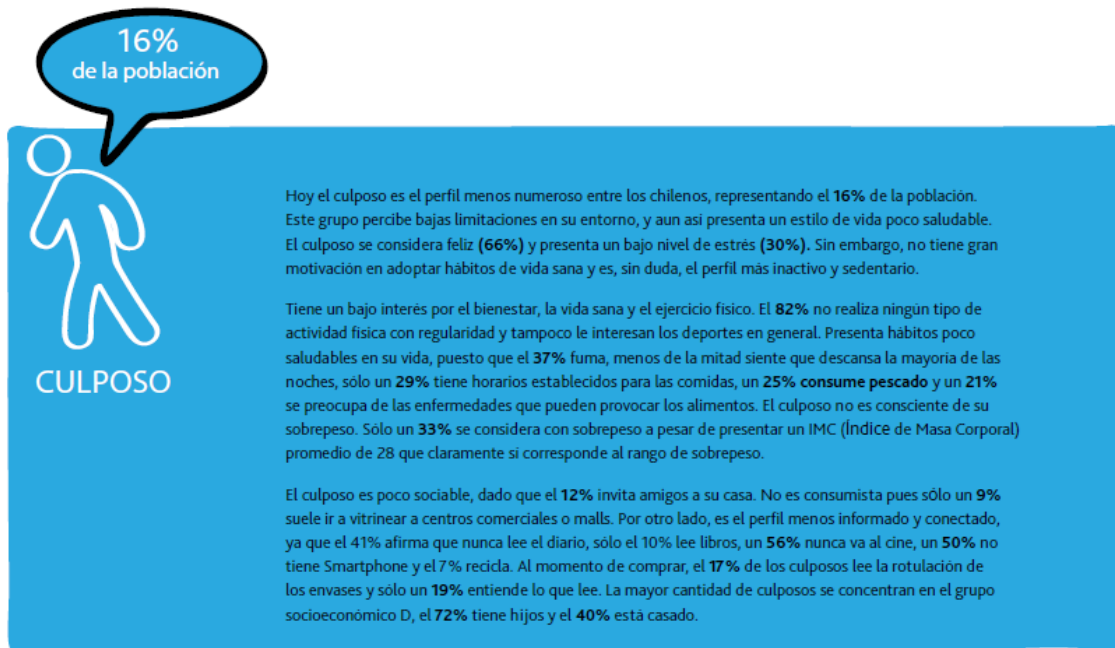 16%
de la población
CULPOSO
Hoy el culposo es el perfil menos numeroso entre los chilenos, representando el 16% de la población.
Este grupo percibe bajas limitaciones en su entorno, y aun así presenta un estilo de vida poco saludable.
El culposo se considera feliz (66%) y presenta un bajo nivel de estrés (30%). Sin embargo, no tiene gran
motivación en adoptar hábitos de vida sana y es, sin duda, el perfil más inactivo y sedentario.
Tiene un bajo interés por el bienestar, la vida sana y el ejercicio físico. El 82% no realiza ningún tipo de
actividad física con regularidad y tampoco le interesan los deportes en general. Presenta hábitos poco
saludables en su vida, puesto que el 37% fuma, menos de la mitad siente que descansa la mayoría de las
noches, sólo un 29% tiene horarios establecidos para las comidas, un 25% consume pescado y un 21%
se preocupa de las enfermedades que pueden provocar los alimentos. El culposo no es consciente de su
sobrepeso. Sólo un 33% se considera con sobrepeso a pesar de presentar un IMC (Índice de Masa Corporal)
promedio de 28 que claramente sí corresponde al rango de sobrepeso.
El culposo es poco sociable, dado que el 12% invita amigos a su casa. No es consumista pues sólo un 9%
suele ir a vitrinear a centros comerciales o malls. Por otro lado, es el perfil menos informado y conectado,
ya que el 41% afirma que nunca lee el diario, sólo el 10% lee libros, un 56% nunca va al cine, un 50% no
tiene Smartphone y el 7% recicla. Al momento de comprar, el 17% de los culposos lee la rotulación de
los envases y sólo un 19% entiende lo que lee. La mayor cantidad de culposos se concentran en el grupo
socioeconómico D, el 72% tiene hijos y el 40% está casado.